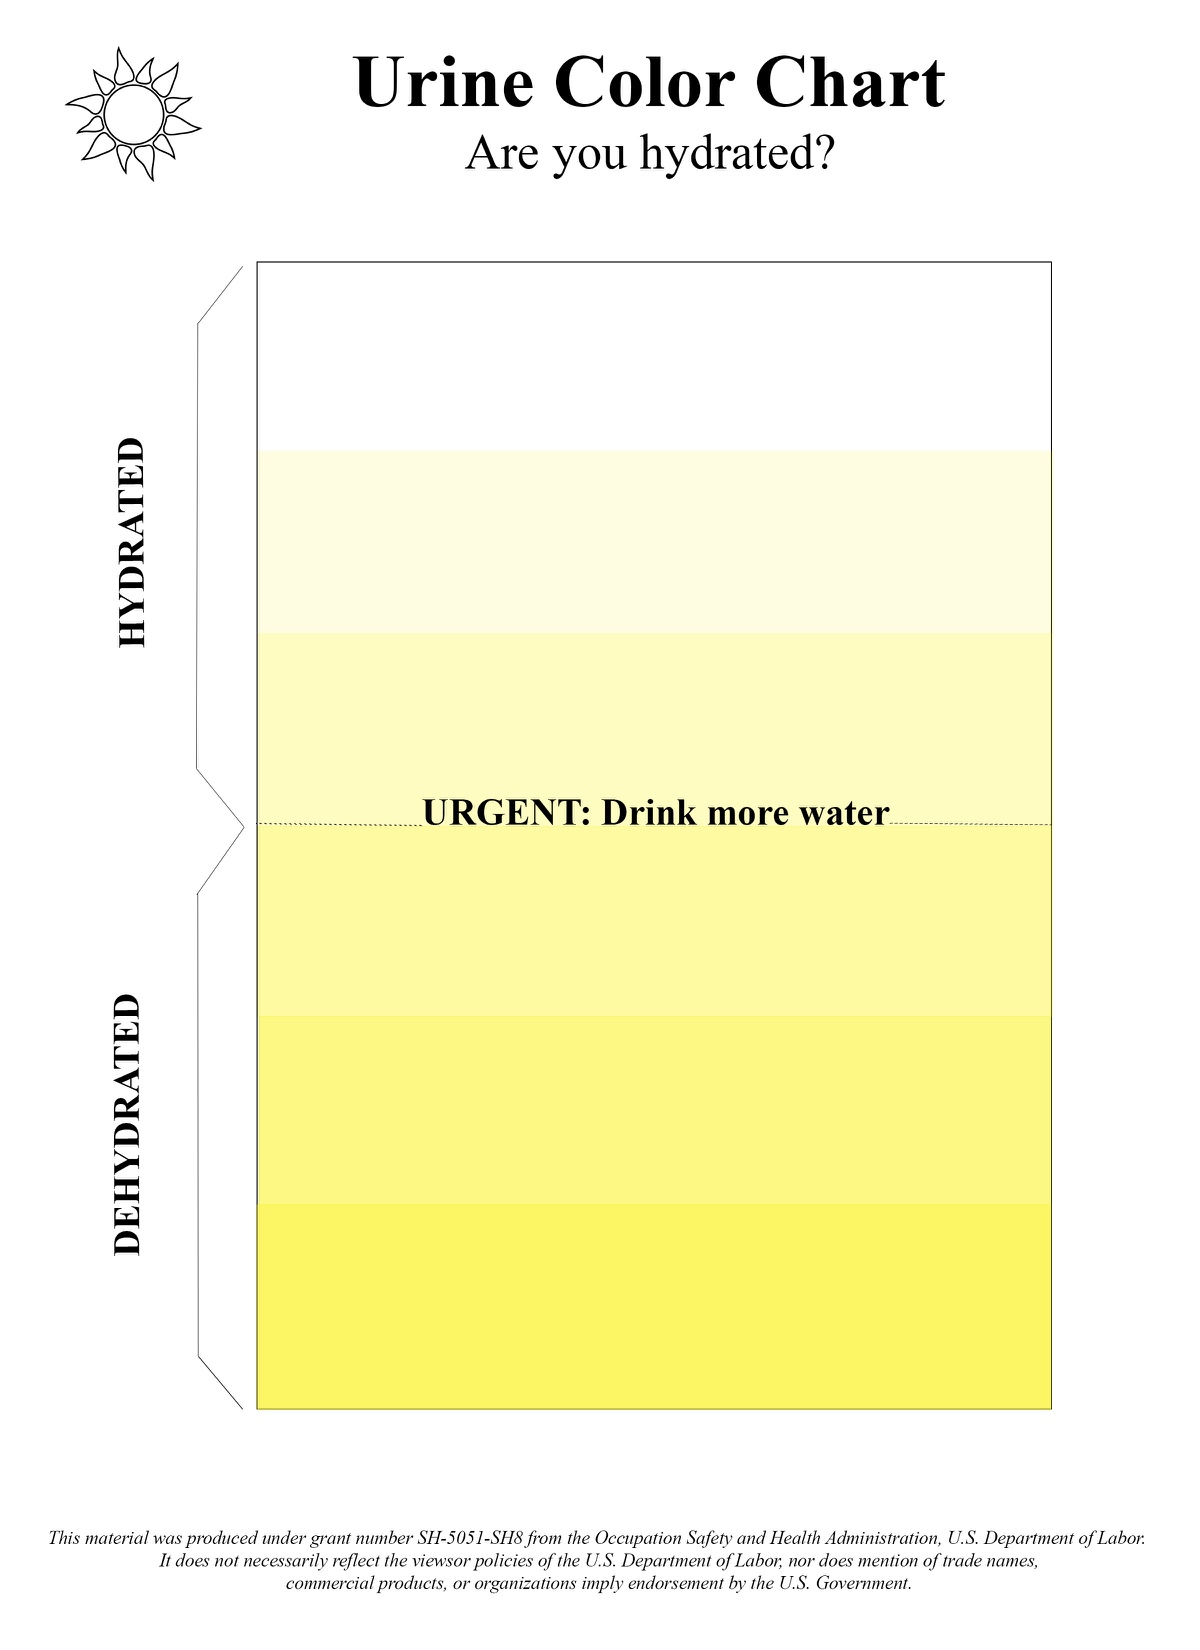 Urine Color Chart
Are you hydrated?
HYDRATED
URGENT: Drink more water
DEHYDRATED
This material was produced under grant number SH-5051-SH8 from the Occupation Safety and Health Administration, U.S. Department of Labor.
It does not necessarily reflect the viewsor policies of the U.S. Department of Labor, nor does mention of trade names,
commercial products, or organizations imply endorsement by the U.S. Government.